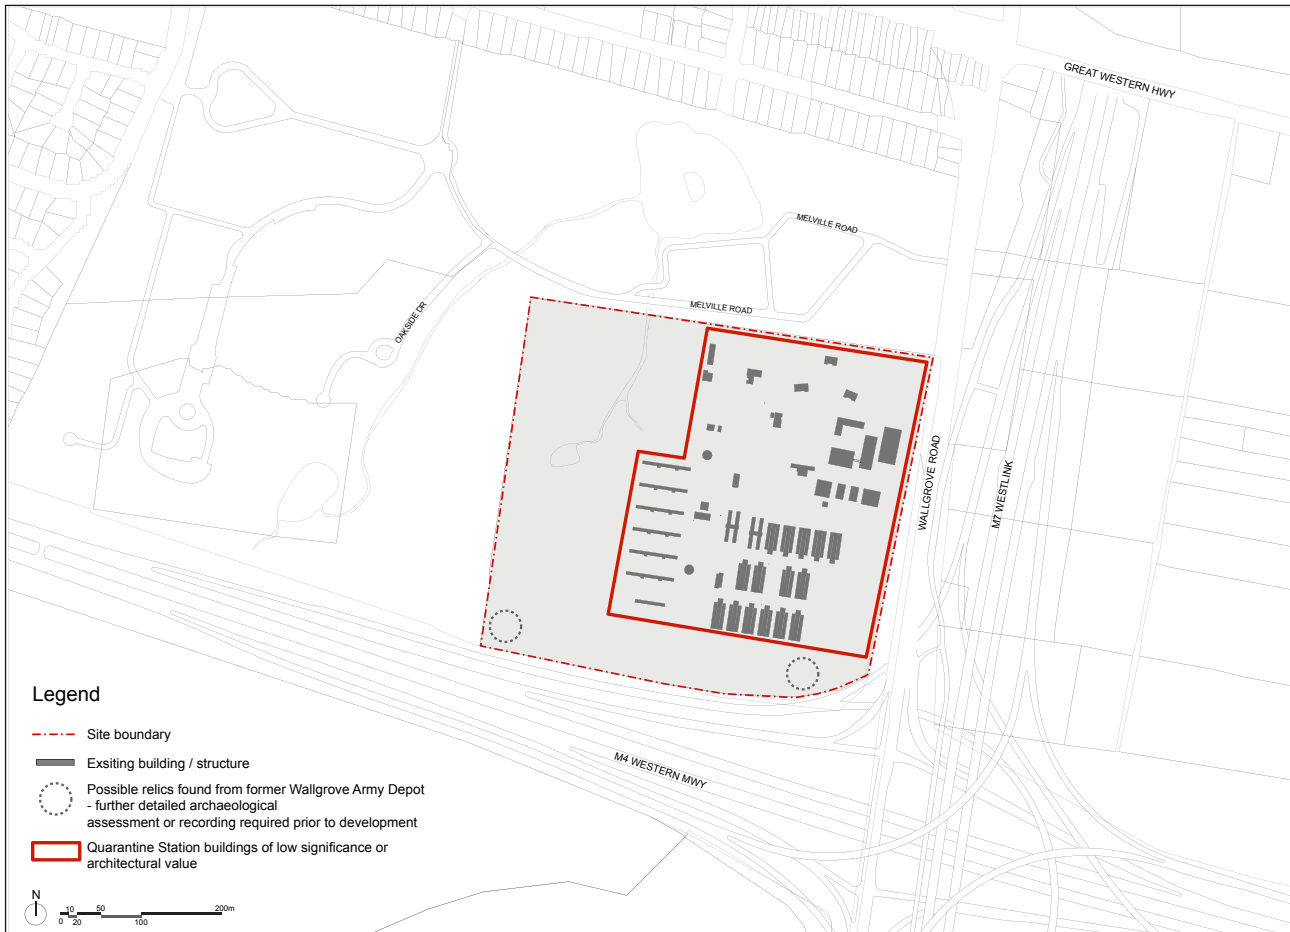 GREAT WESTERN HWY
MELVILLE ROAD
MELVILLE ROAD
OAKSIDE DR
WALLGROVE ROAD
M7 WESTLINK
M4 WESTERN MWY
Legend
Site boundary
Exsiting building / structure
Possible relics found from former Wallgrove Army Depot
- further detailed archaeological
assessment or recording required prior to development
Quarantine Station buildings of low significance or
architectural value
N
10 50 200m
0 20 100